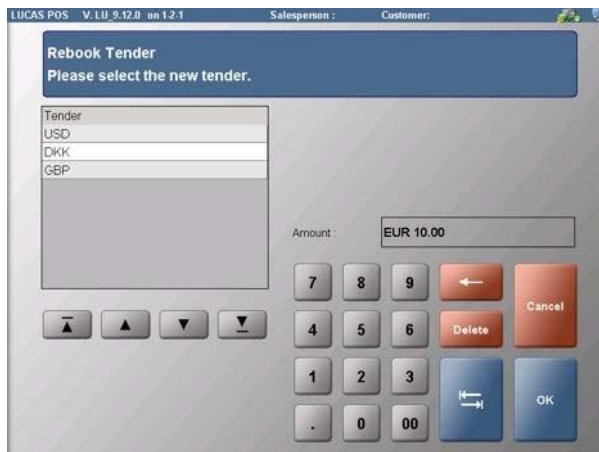 LUCAS POS V. LU_9.12.0 on 1-2-1 Salesperson : Customer:
Rebook Tender
Please select the new tender.
Tender
USD
DKK
GBP
Amount : EUR 10.00
7 8 9
Cancel
4 5 6 Delete
1 2 3
OK
. 0 00